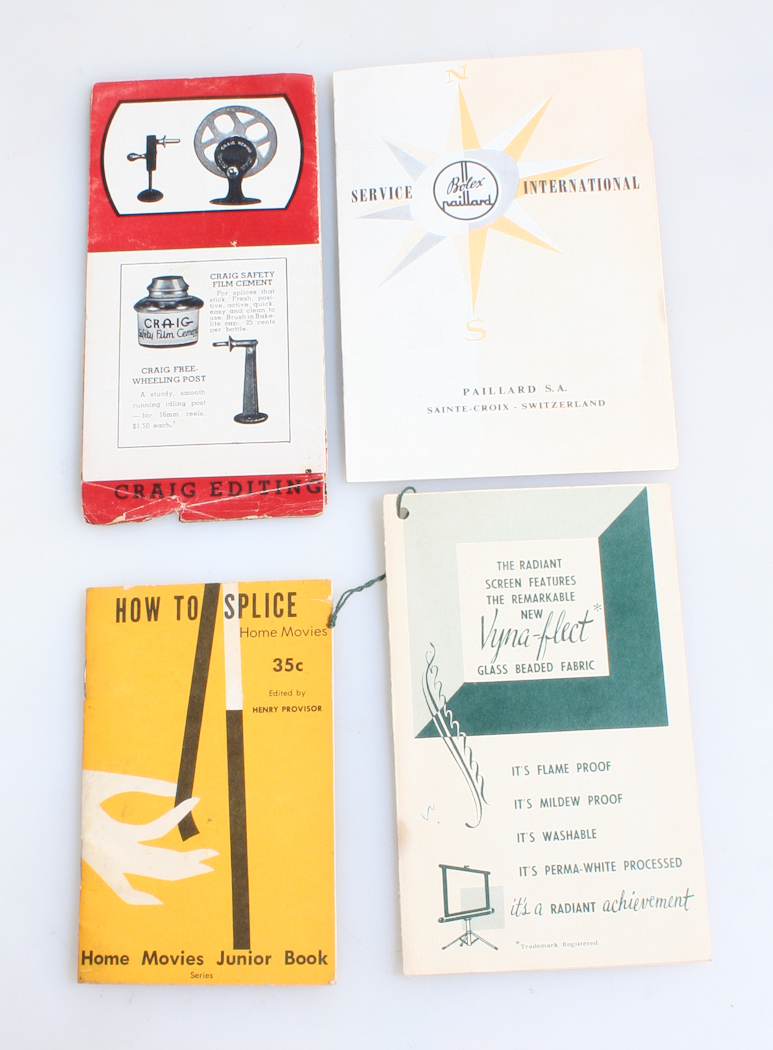 CRAIG SAFETY
FILM CEMENT
For splices that
stick. Fresh, posi-
tive, active, quick,
easy and clean to
use. Brush in Bake-
lite cap. 25 cents
per bottle.
CRAIG
Safety Film Cement
CRAIG FREE-
WHEELING POST
A sturdy, smooth
running idling post
—for 16mm reels.
$1.50 each.
CRAIG EDITING
N
SERVICE INTERNATIONAL
Bolex
Paillard
S
PAILLARD S.A.
SAINTE-CROIX - SWITZERLAND
HOW TO SPLICE
Home Movies
35c
Edited by
HENRY PROVISOR
Home Movies Junior Book
Series
THE RADIANT
SCREEN FEATURES
THE REMARKABLE
NEW
Vyna-flect*
GLASS BEADED FABRIC
IT'S FLAME PROOF
IT'S MILDEW PROOF
IT'S WASHABLE
IT'S PERMA-WHITE PROCESSED
it's a RADIANT achievement
*Trademark Registered